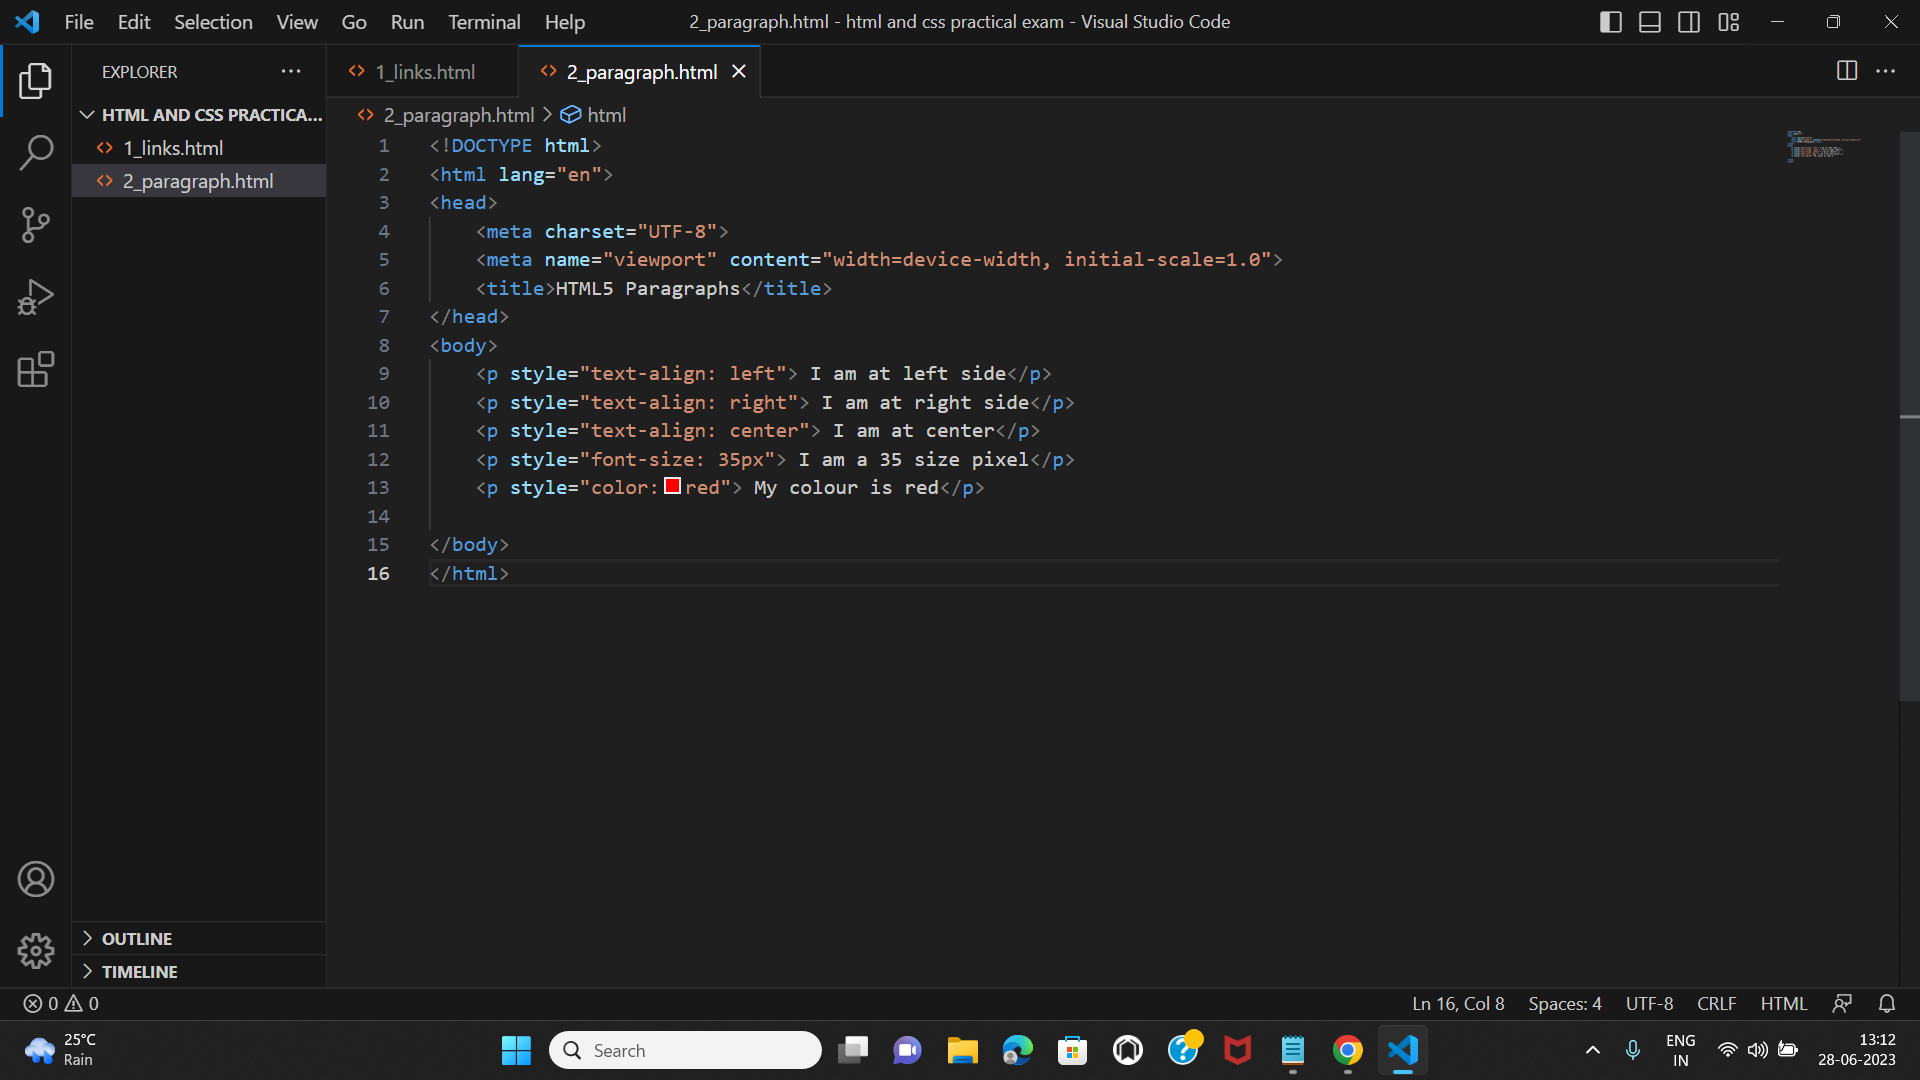 File Edit Selection View Go Run Terminal Help
2_paragraph.html - html and css practical exam - Visual Studio Code
EXPLORER
HTML AND CSS PRACTICA...
1_links.html
2_paragraph.html
OUTLINE
TIMELINE
1_links.html
2_paragraph.html
2_paragraph.html > html
1 <!DOCTYPE html>
2 <html lang="en">
3 <head>
4     <meta charset="UTF-8">
5     <meta name="viewport" content="width=device-width, initial-scale=1.0">
6     <title>HTML5 Paragraphs</title>
7 </head>
8 <body>
9     <p style="text-align: left"> I am at left side</p>
10     <p style="text-align: right"> I am at right side</p>
11     <p style="text-align: center"> I am at center</p>
12     <p style="font-size: 35px"> I am a 35 size pixel</p>
13     <p style="color: red"> My colour is red</p>
14
15 </body>
16 </html>
0 0
Ln 16, Col 8 Spaces: 4 UTF-8 CRLF HTML
25°C
Rain
Search
ENG
IN
13:12
28-06-2023